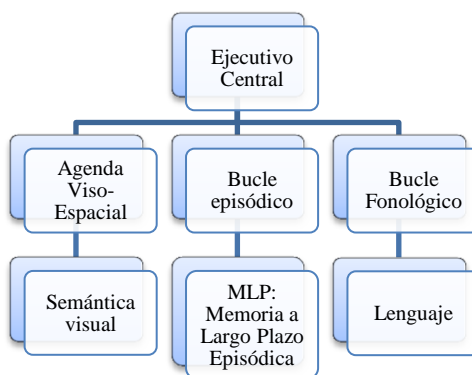 Ejecutivo
Central
Agenda
Viso-
Espacial
Bucle
episódico
Bucle
Fonológico
Semántica
visual
MLP:
Memoria a
Largo Plazo
Episódica
Lenguaje